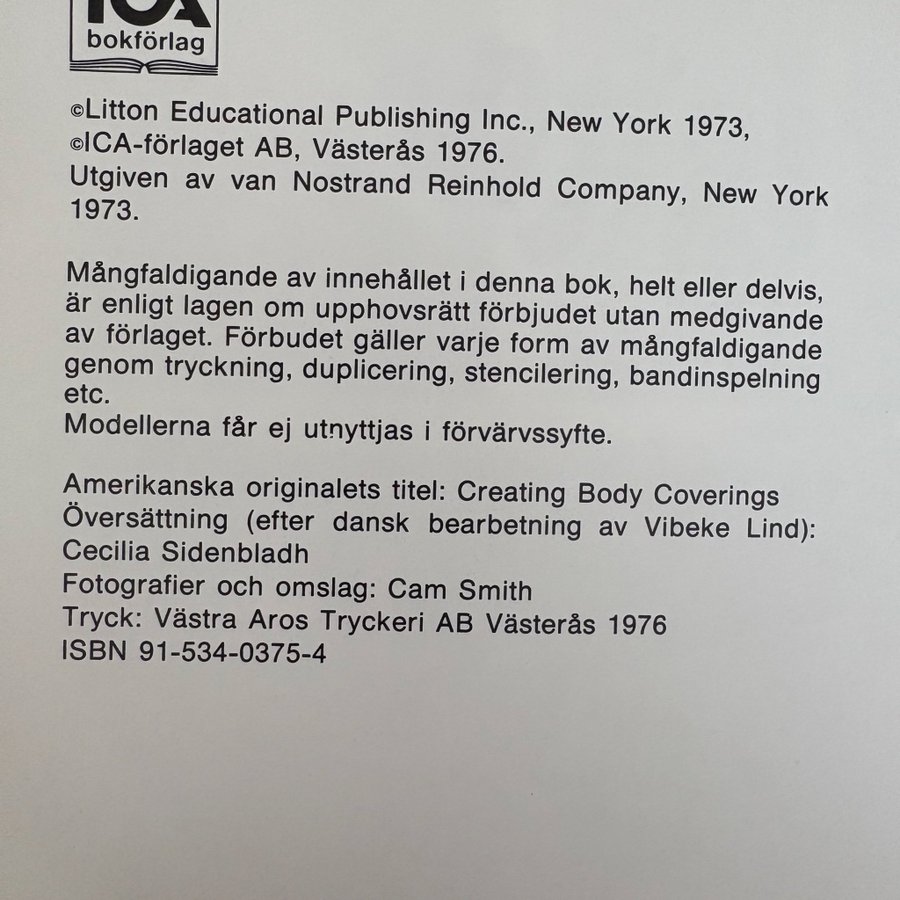 ICA
bokförlag
©Litton Educational Publishing Inc., New York 1973,
©ICA-förlaget AB, Västerås 1976.
Utgiven av van Nostrand Reinhold Company, New York
1973.
Mångfaldigande av innehållet i denna bok, helt eller delvis,
är enligt lagen om upphovsrätt förbjudet utan medgivande
av förlaget. Förbudet gäller varje form av mångfaldigande
genom tryckning, duplicering, stencilering, bandinspelning
etc.
Modellerna får ej utnyttjas i förvärvssyfte.
Amerikanska originalets titel: Creating Body Coverings
Översättning (efter dansk bearbetning av Vibeke Lind):
Cecilia Sidenbladh
Fotografier och omslag: Cam Smith
Tryck: Västra Aros Tryckeri AB Västerås 1976
ISBN 91-534-0375-4